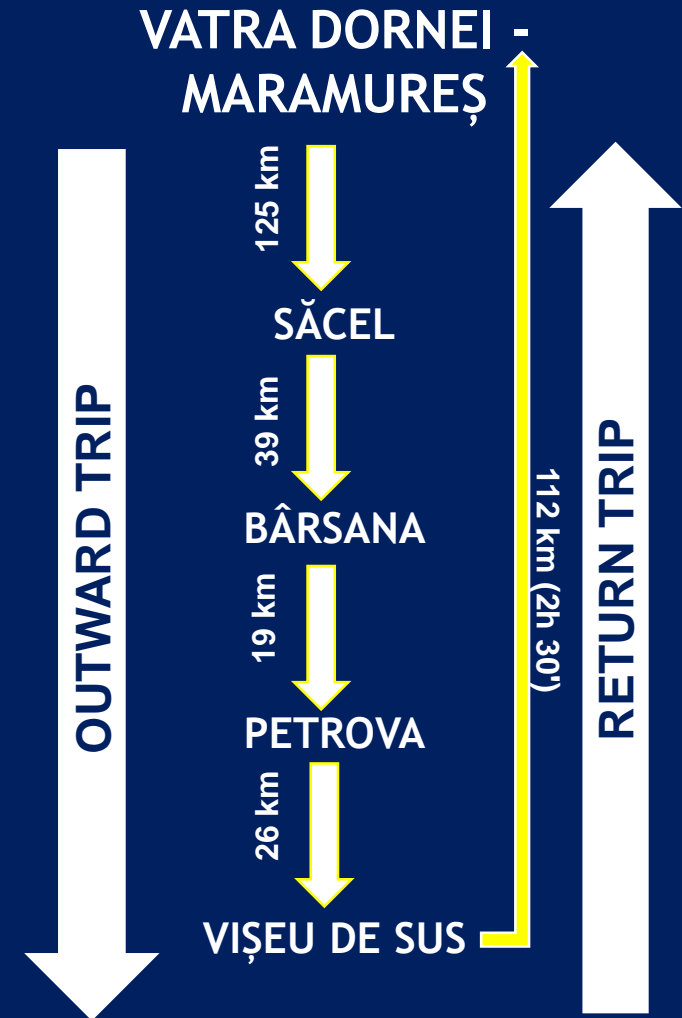 VATRA DORNEI -
MARAMUREȘ
125 km
SĂCEL
39 km
BÂRSANA
19 km
PETROVA
26 km
VIȘEU DE SUS
OUTWARD TRIP
112 km (2h 30')
RETURN TRIP